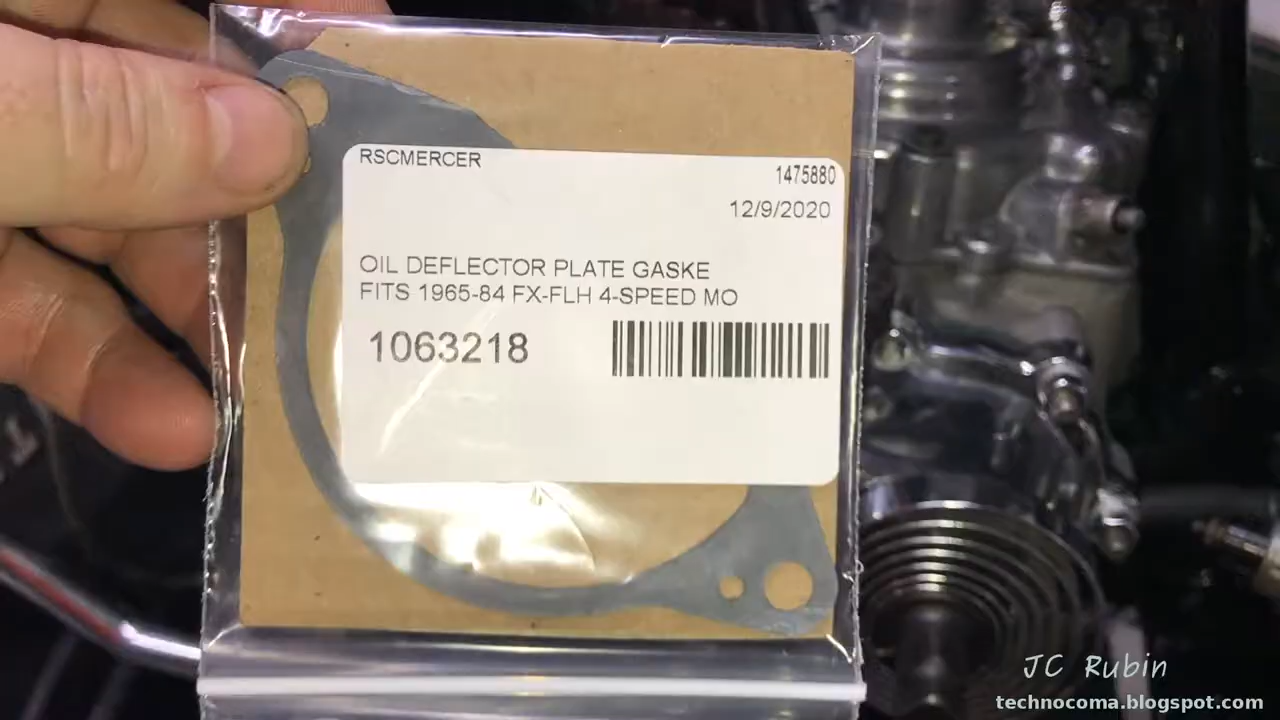 RSCMERCER
1475880
12/9/2020
OIL DEFLECTOR PLATE GASKE
FITS 1965-84 FX-FLH 4-SPEED MO
1063218
JC Rubin
technocoma.blogspot.com